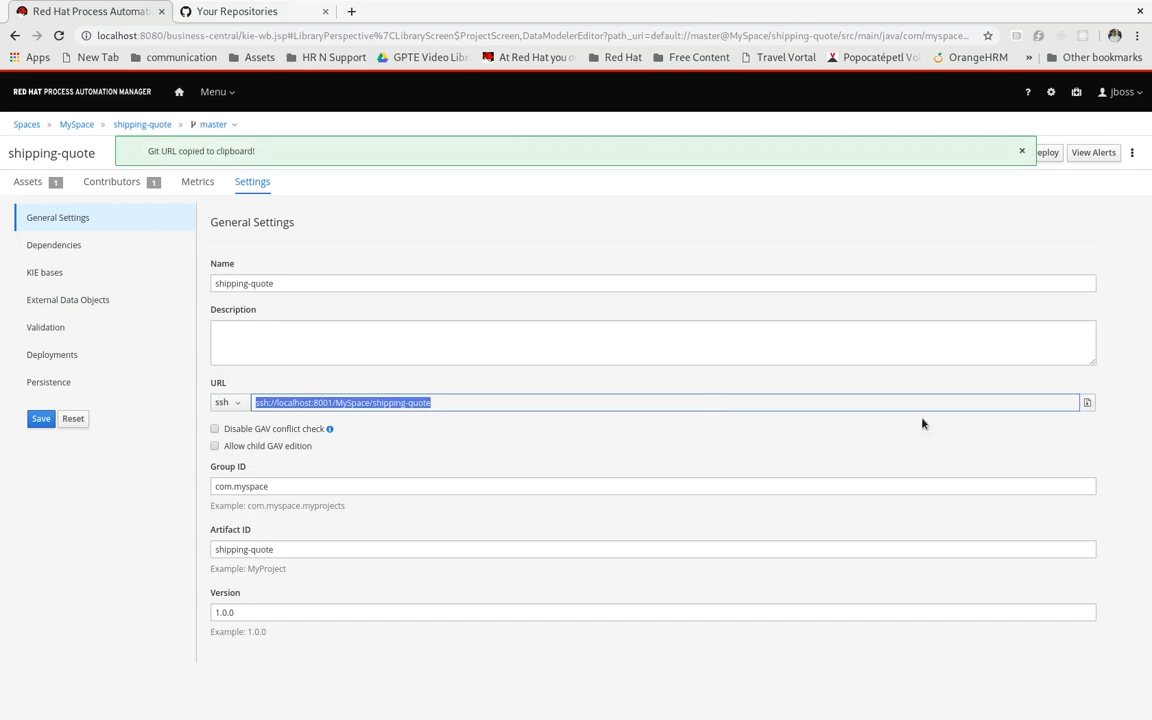 Red Hat Process Automati
Your Repositories
localhost:8080/business-central/kie-wb.jsp#LibraryPerspective%7CLibraryScreen$ProjectScreen,DataModelerEditor?path_uri=default://master@MySpace/shipping-quote/src/main/java/com/myspace...
Apps New Tab communication Assets HR N Support GPTE Video Libr At Red Hat you o Red Hat Free Content Travel Vortal Popocatépetl Vol OrangeHRM » Other bookmarks
RED HAT PROCESS AUTOMATION MANAGER Menu ? jboss
Spaces » MySpace » shipping-quote » master
shipping-quote Git URL copied to clipboard! × eploy View Alerts
Assets 1 Contributors 1 Metrics Settings
General Settings
Dependencies
KIE bases
External Data Objects
Validation
Deployments
Persistence
Save Reset
General Settings
Name
shipping-quote
Description
URL
ssh ssh://localhost:8001/MySpace/shipping-quote
Disable GAV conflict check
Allow child GAV edition
Group ID
com.myspace
Example: com.myspace.myprojects
Artifact ID
shipping-quote
Example: MyProject
Version
1.0.0
Example: 1.0.0